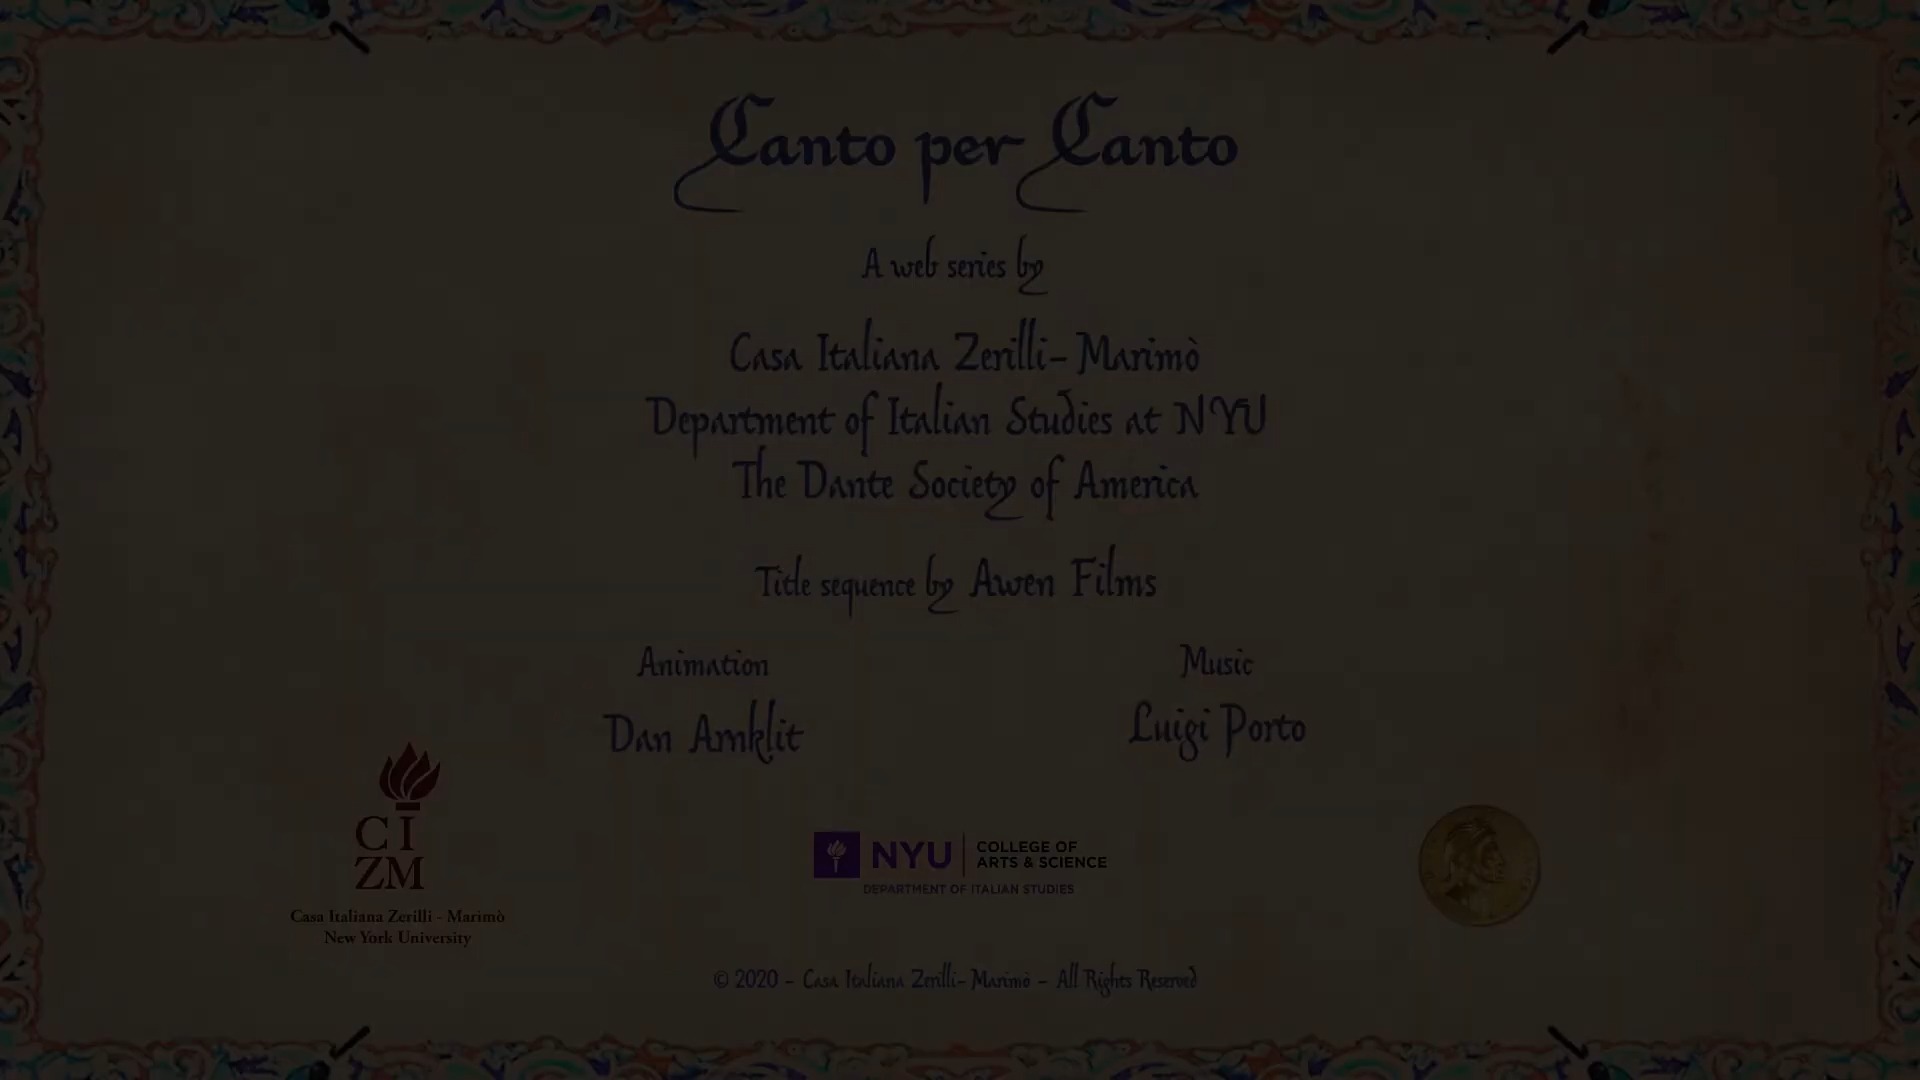 Canto per Canto
A web series by
Casa Italiana Zerilli-Marimò
Department of Italian Studies at NYU
The Dante Society of America
Title sequence by Awen Films
Animation
Dan Amklit
Music
Luigi Porto
CI
ZM
Casa Italiana Zerilli - Marimò
New York University
NYU
COLLEGE OF
ARTS & SCIENCE
DEPARTMENT OF ITALIAN STUDIES
© 2020 - Casa Italiana Zerilli-Marimò - All Rights Reserved